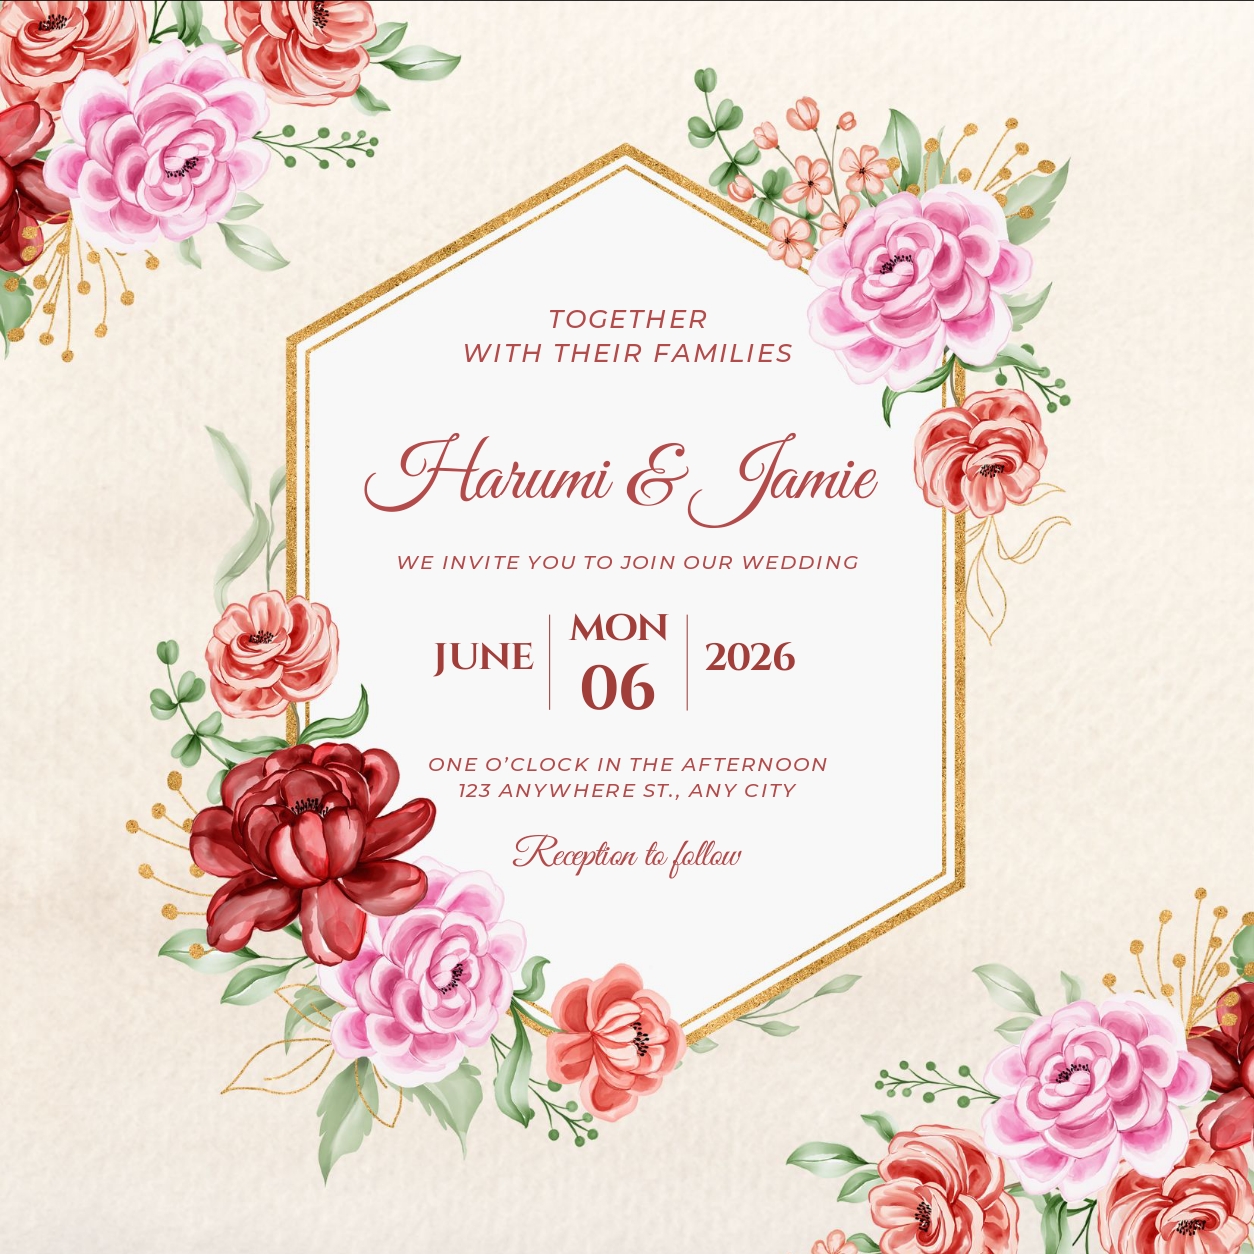 TOGETHER
WITH THEIR FAMILIES
Harumi & Jamie
WE INVITE YOU TO JOIN OUR WEDDING
JUNE
MON
06
2026
ONE O’CLOCK IN THE AFTERNOON
123 ANYWHERE ST., ANY CITY
Reception to follow